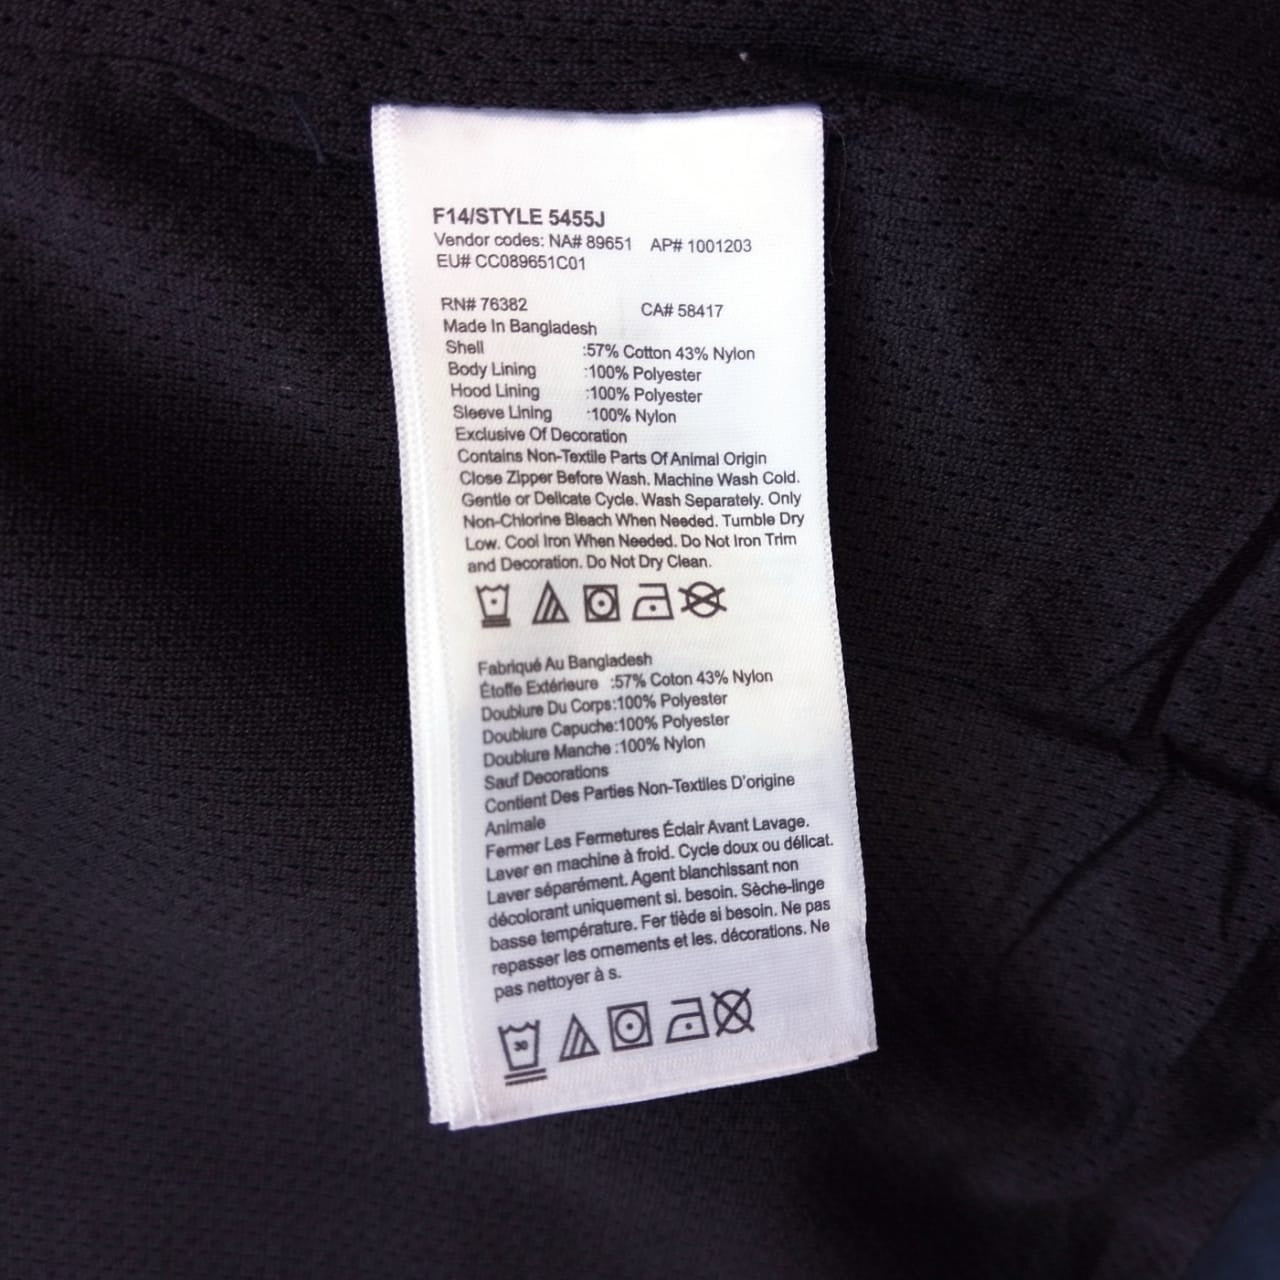 F14/STYLE 5455J
Vendor codes: NA# 89651 AP# 1001203
EU# CC089651C01
RN# 76382 CA# 58417
Made In Bangladesh
Shell :57% Cotton 43% Nylon
Body Lining :100% Polyester
Hood Lining :100% Polyester
Sleeve Lining :100% Nylon
Exclusive Of Decoration
Contains Non-Textile Parts Of Animal Origin
Close Zipper Before Wash. Machine Wash Cold.
Gentle or Delicate Cycle. Wash Separately. Only
Non-Chlorine Bleach When Needed. Tumble Dry
Low. Cool Iron When Needed. Do Not Iron Trim
and Decoration. Do Not Dry Clean.
Fabriqué Au Bangladesh
Étoffe Extérieure :57% Coton 43% Nylon
Doublure Du Corps:100% Polyester
Doublure Capuche:100% Polyester
Doublure Manche :100% Nylon
Sauf Decorations
Contient Des Parties Non-Textiles D'origine
Animale
Fermer Les Fermetures Éclair Avant Lavage.
Laver en machine à froid. Cycle doux ou délicat.
Laver séparément. Agent blanchissant non
décolorant uniquement si. besoin. Sèche-linge
basse température. Fer tiède si besoin. Ne pas
repasser les ornements et les. décorations. Ne
pas nettoyer à s.
30